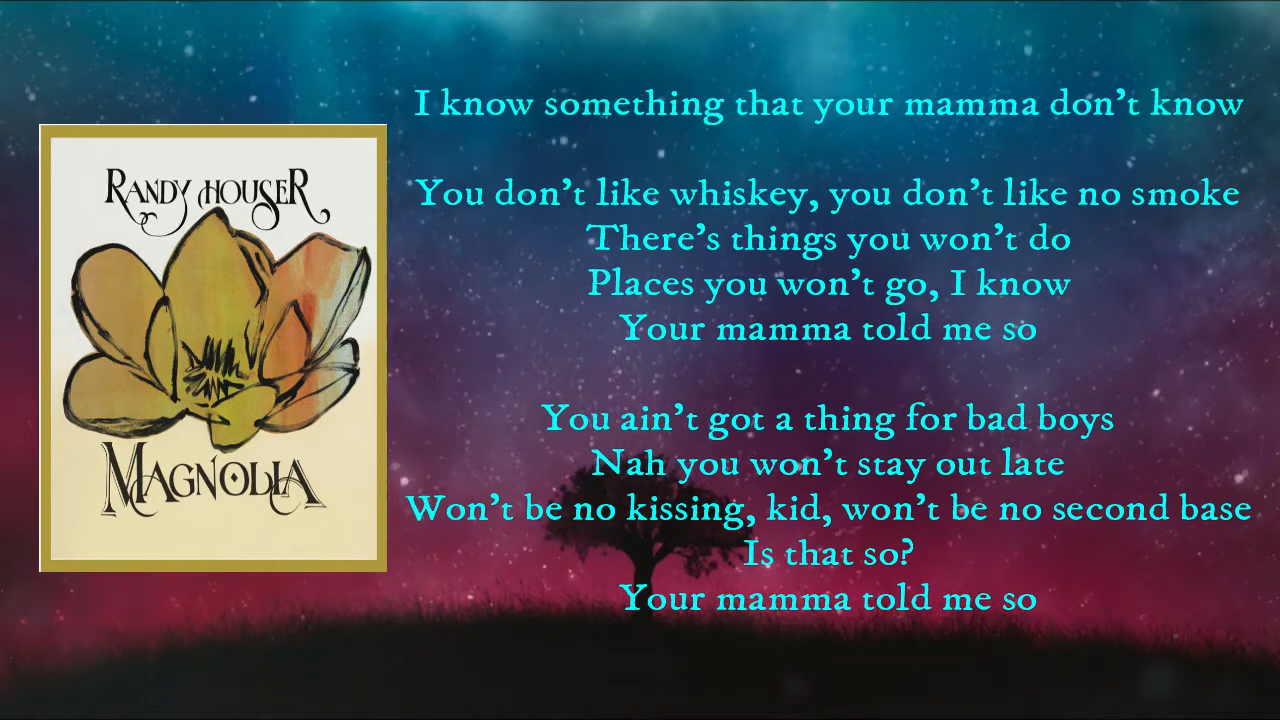 RANDY HOUSER
MAGNOLIA
I know something that your mamma don't know
You don't like whiskey, you don't like no smoke
There's things you won't do
Places you won't go, I know
Your mamma told me so
You ain't got a thing for bad boys
Nah you won't stay out late
Won't be no kissing, kid, won't be no second base
Is that so?
Your mamma told me so